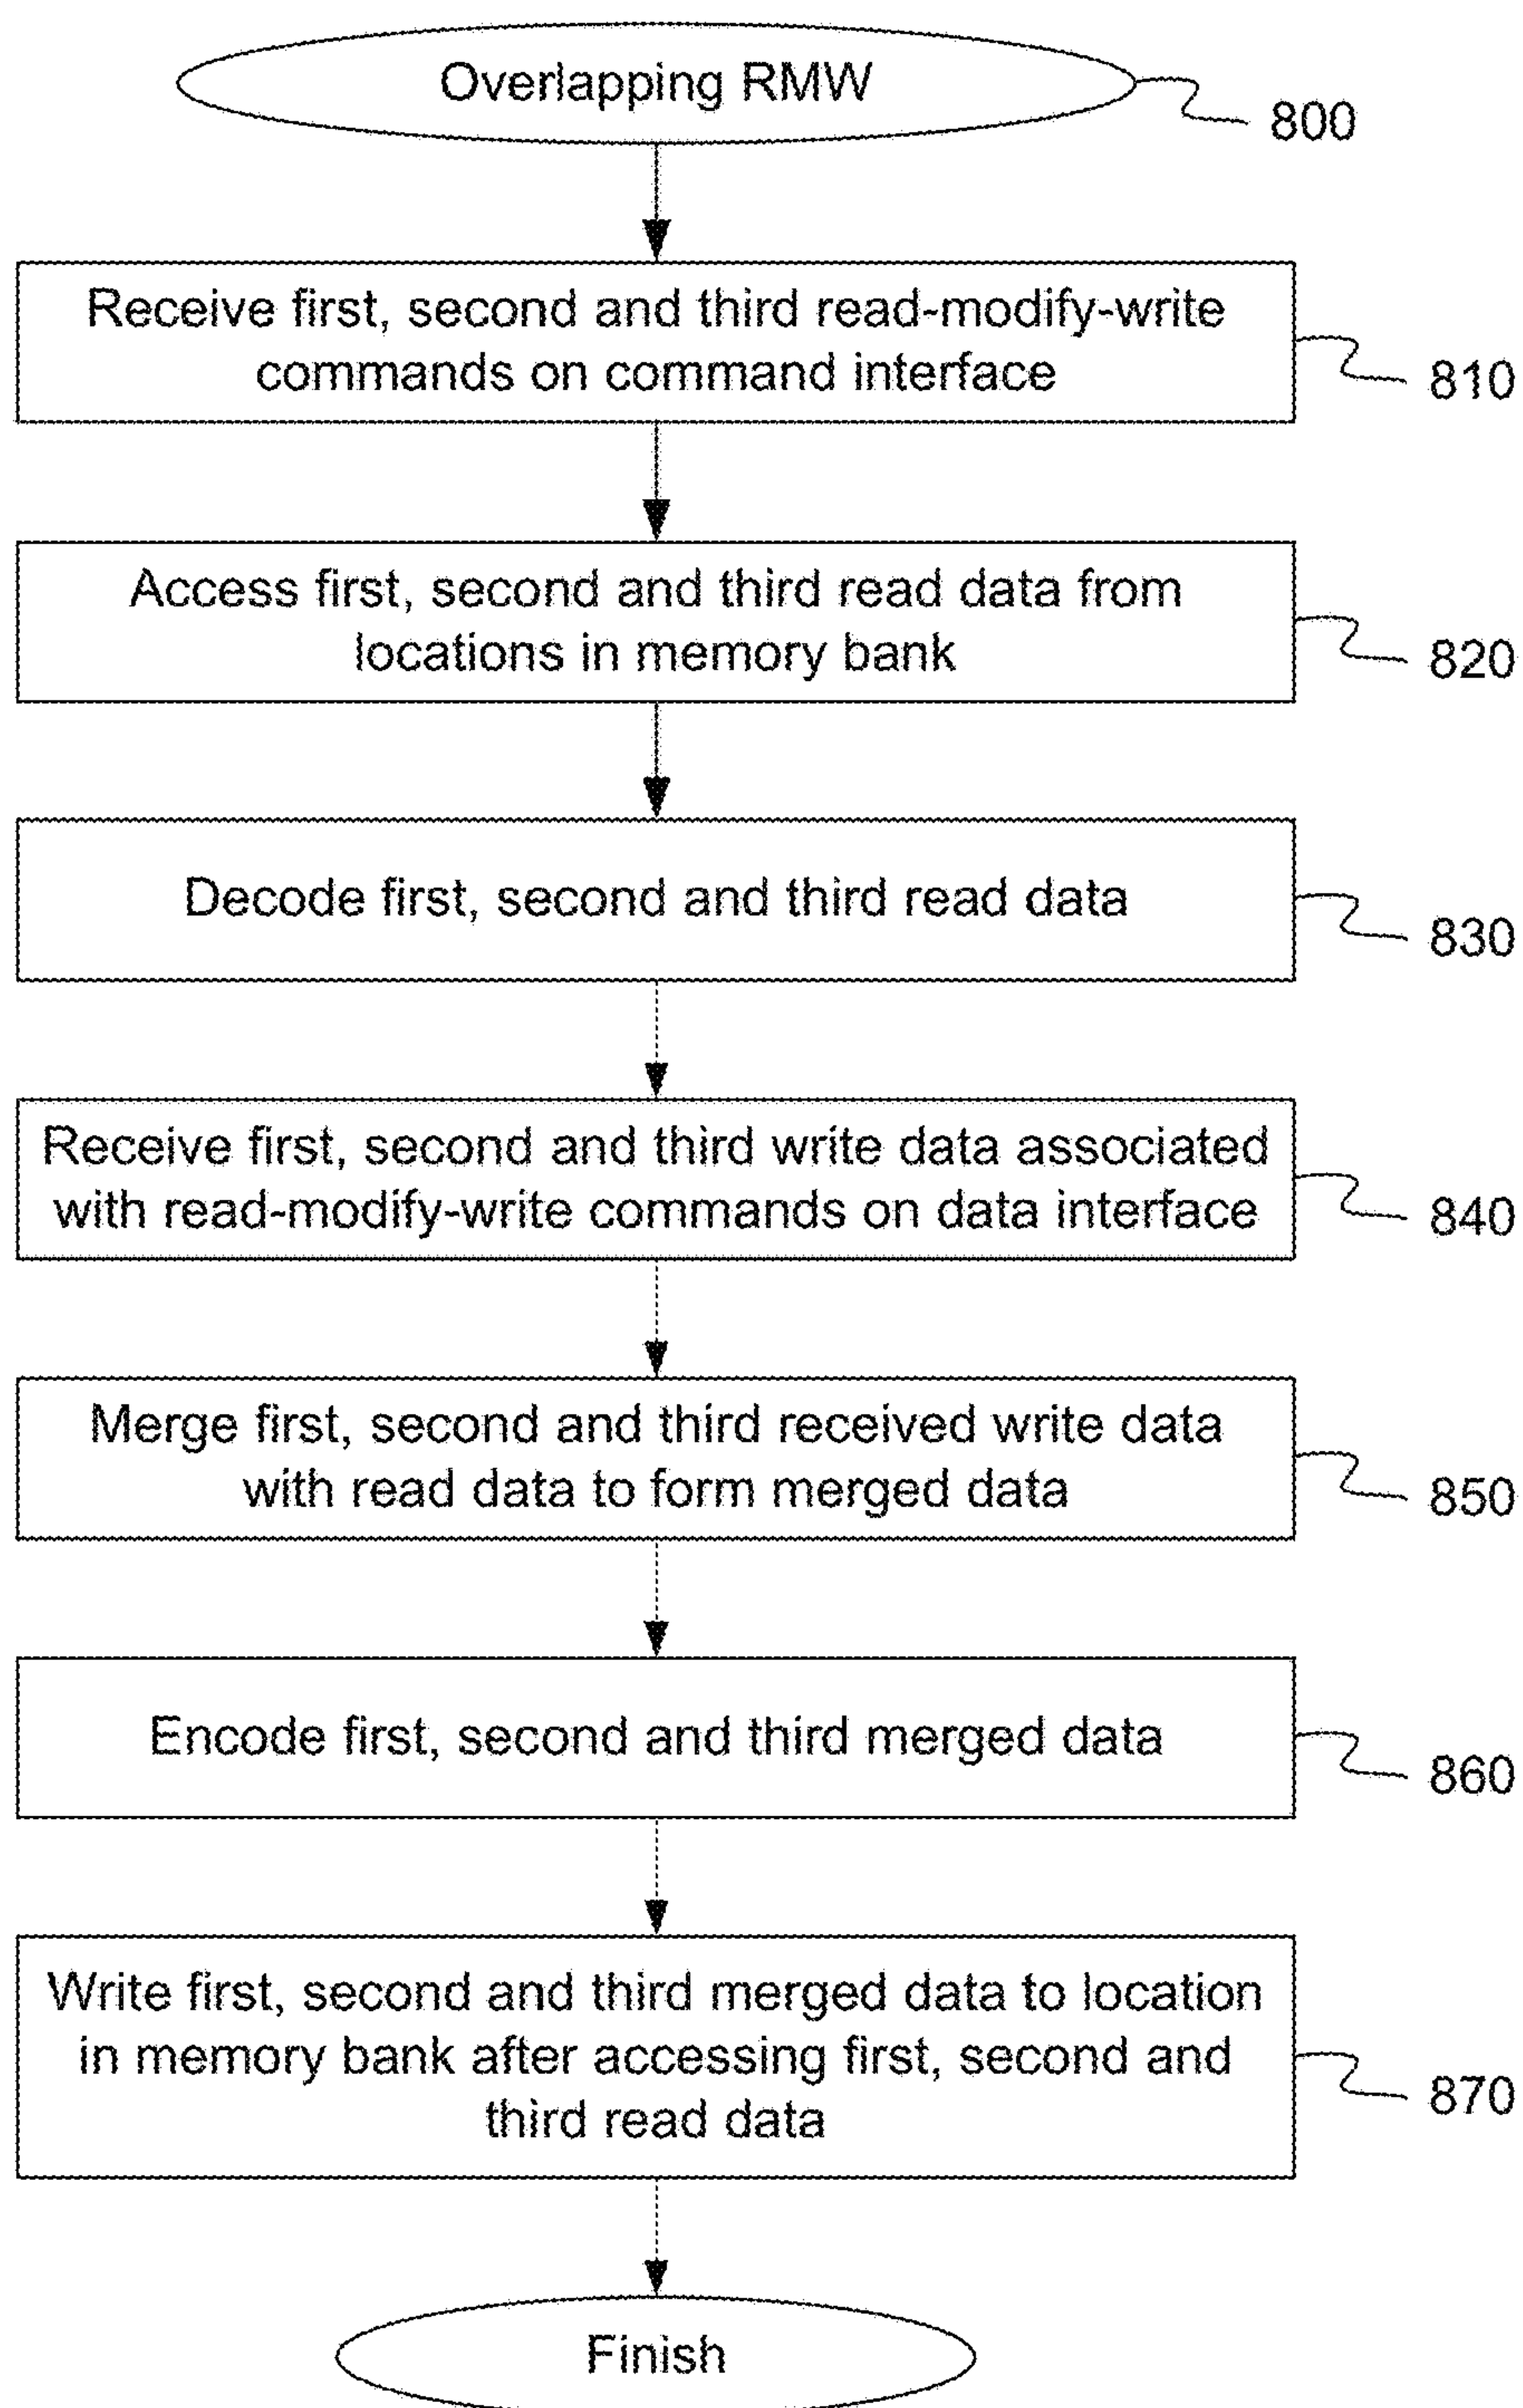 Overlapping RMW
800
Receive first, second and third read-modify-write
commands on command interface
810
Access first, second and third read data from
locations in memory bank
820
Decode first, second and third read data
830
Receive first, second and third write data associated
with read-modify-write commands on data interface
840
Merge first, second and third received write data
with read data to form merged data
850
Encode first, second and third merged data
860
Write first, second and third merged data to location
in memory bank after accessing first, second and
third read data
870
Finish